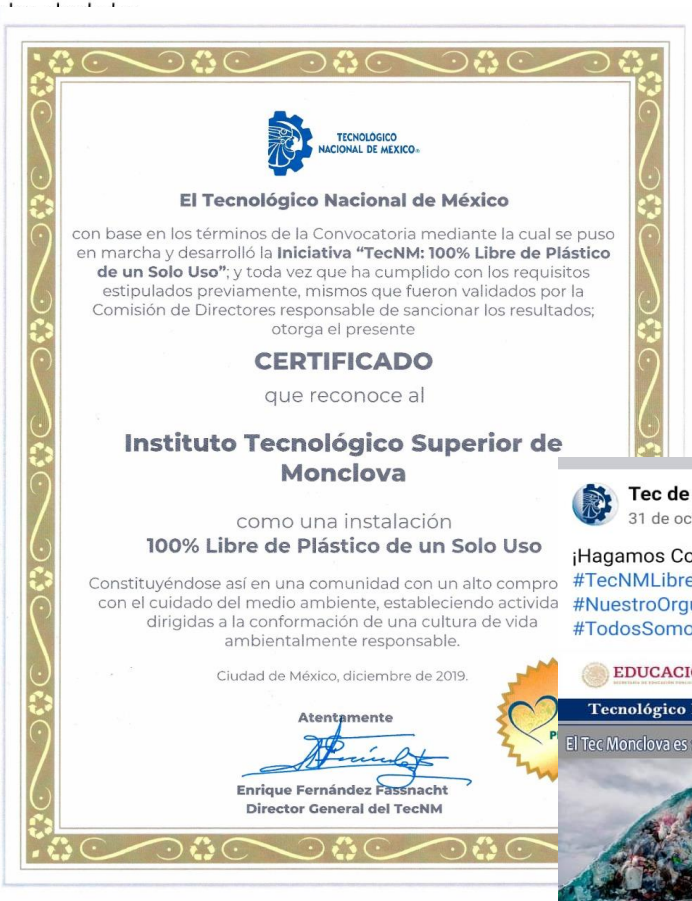 TECNOLÓGICO
NACIONAL DE MÉXICO
El Tecnológico Nacional de México
con base en los términos de la Convocatoria mediante la cual se puso
en marcha y desarrolló la Iniciativa “TecNM: 100% Libre de Plástico
de un Solo Uso”; y toda vez que ha cumplido con los requisitos
estipulados previamente, mismos que fueron validados por la
Comisión de Directores responsable de sancionar los resultados;
otorga el presente
CERTIFICADO
que reconoce al
Instituto Tecnológico Superior de
Monclova
como una instalación
100% Libre de Plástico de un Solo Uso
Constituyéndose así en una comunidad con un alto compro
con el cuidado del medio ambiente, estableciendo activida
dirigidas a la conformación de una cultura de vida
ambientalmente responsable.
Ciudad de México, diciembre de 2019.
Atentamente
Enrique Fernández Fassnacht
Director General del TecNM
Tec de
31 de oc
¡Hagamos Co
#TecNMLibre
#NuestroOrgu
#TodosSomo
EDUCACIÓ
Tecnológico
El Tec Monclova es